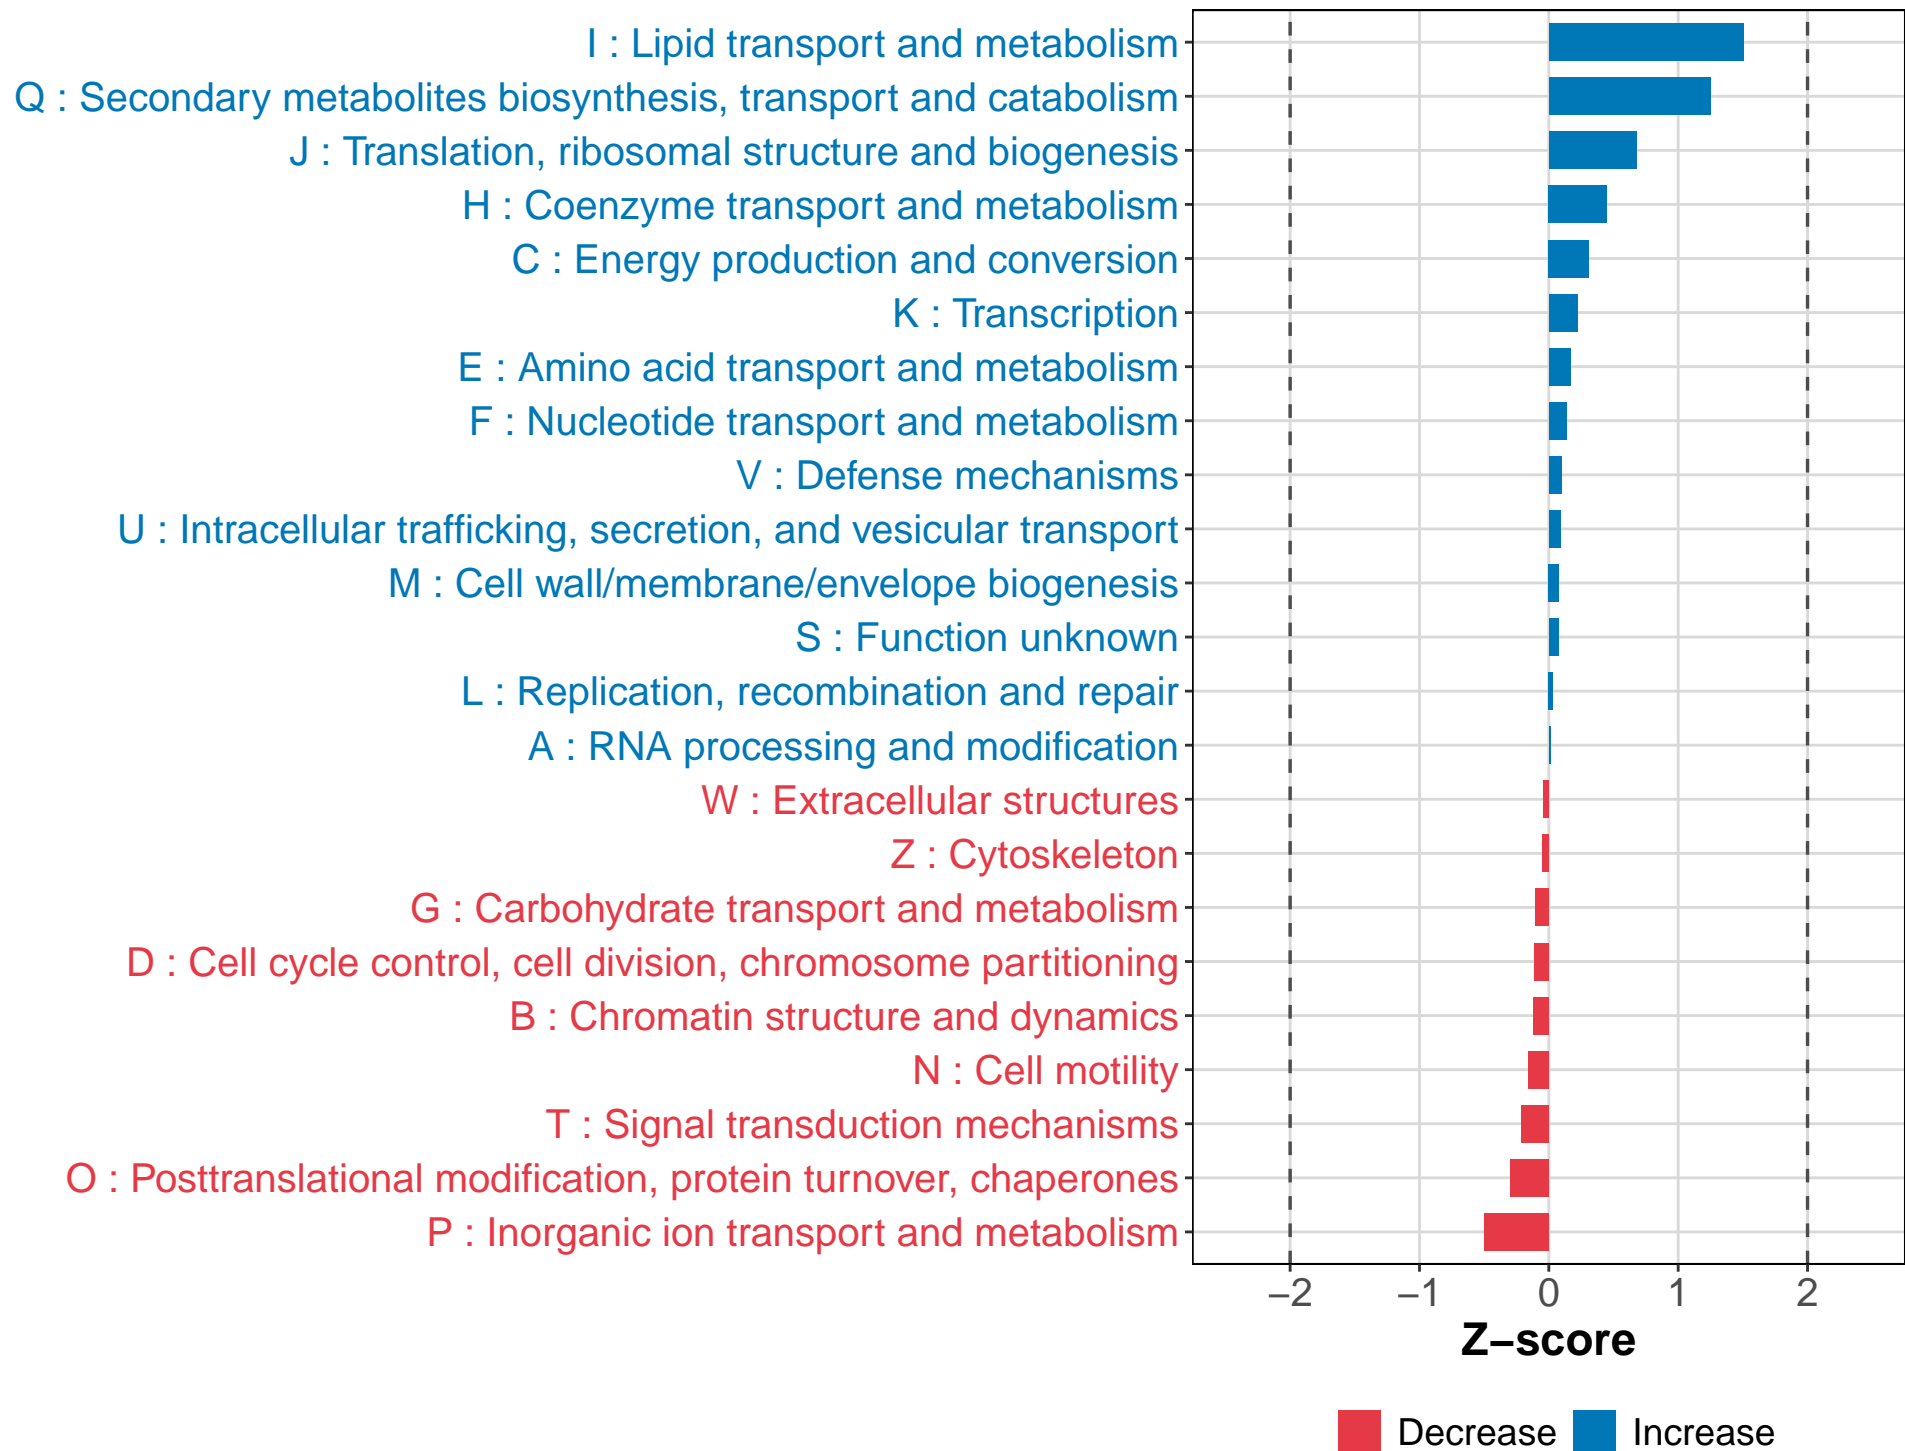 I : Lipid transport and metabolism
Q : Secondary metabolites biosynthesis, transport and catabolism
J : Translation, ribosomal structure and biogenesis
H : Coenzyme transport and metabolism
C : Energy production and conversion
K : Transcription
E : Amino acid transport and metabolism
F : Nucleotide transport and metabolism
V : Defense mechanisms
U : Intracellular trafficking, secretion, and vesicular transport
M : Cell wall/membrane/envelope biogenesis
S : Function unknown
L : Replication, recombination and repair
A : RNA processing and modification
W : Extracellular structures
Z : Cytoskeleton
G : Carbohydrate transport and metabolism
D : Cell cycle control, cell division, chromosome partitioning
B : Chromatin structure and dynamics
N : Cell motility
T : Signal transduction mechanisms
O : Posttranslational modification, protein turnover, chaperones
P : Inorganic ion transport and metabolism
−2 −1 0 1 2
Z−score
Decrease Increase